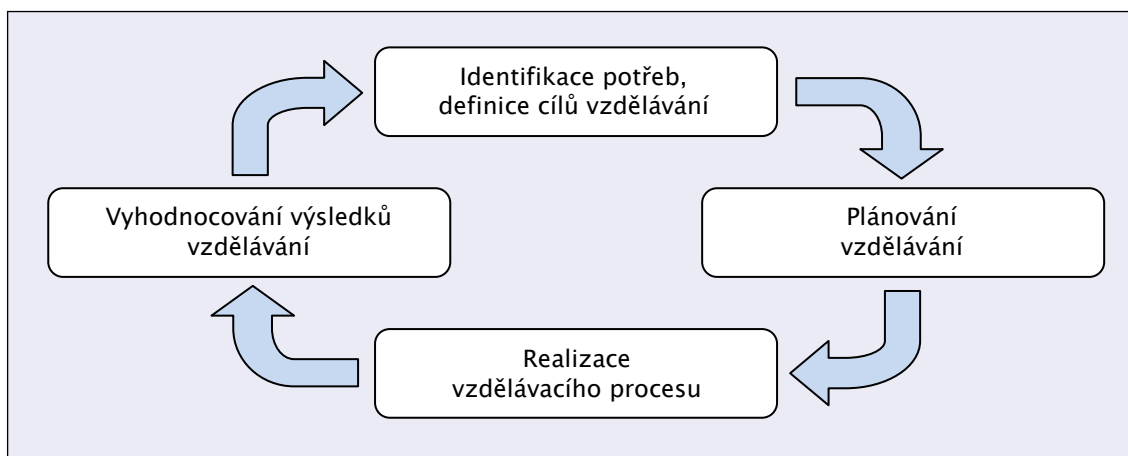 Identifikace potřeb,
definice cílů vzdělávání
Vyhodnocování výsledků
vzdělávání
Plánování
vzdělávání
Realizace
vzdělávacího procesu